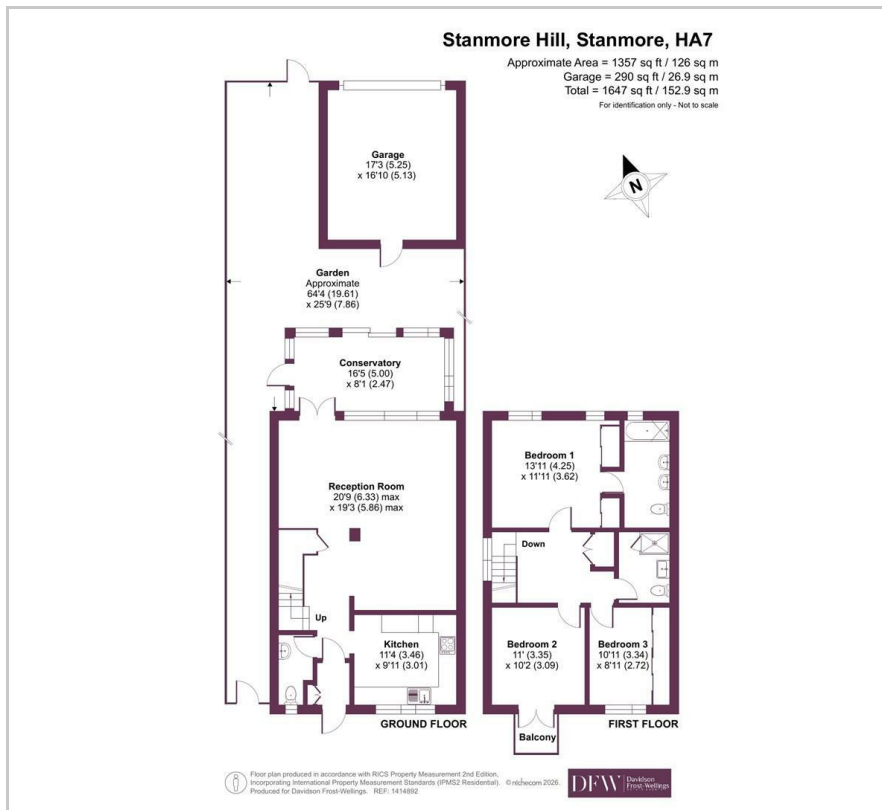 Stanmore Hill, Stanmore, HA7
Approximate Area = 1357 sq ft / 126 sq m
Garage = 290 sq ft / 26.9 sq m
Total = 1647 sq ft / 152.9 sq m
For identification only - Not to scale
N
Garage
17'3 (5.25)
x 16'10 (5.13)
Garden
Approximate
64'4 (19.61)
x 25'9 (7.86)
Conservatory
16'5 (5.00)
x 8'1 (2.47)
Reception Room
20'9 (6.33) max
x 19'3 (5.86) max
Up
Kitchen
11'4 (3.46)
x 9'11 (3.01)
GROUND FLOOR
Bedroom 1
13'11 (4.25)
x 11'11 (3.62)
Down
Bedroom 2
11' (3.35)
x 10'2 (3.09)
Bedroom 3
10'11 (3.34)
x 8'11 (2.72)
Balcony
FIRST FLOOR
Floor plan produced in accordance with RICS Property Measurement 2nd Edition,
Incorporating International Property Measurement Standards (IPMS2 Residential). © nichecom 2026.
Produced for Davidson Frost-Wellings. REF: 1414892
DFW
Davidson
Frost-Wellings